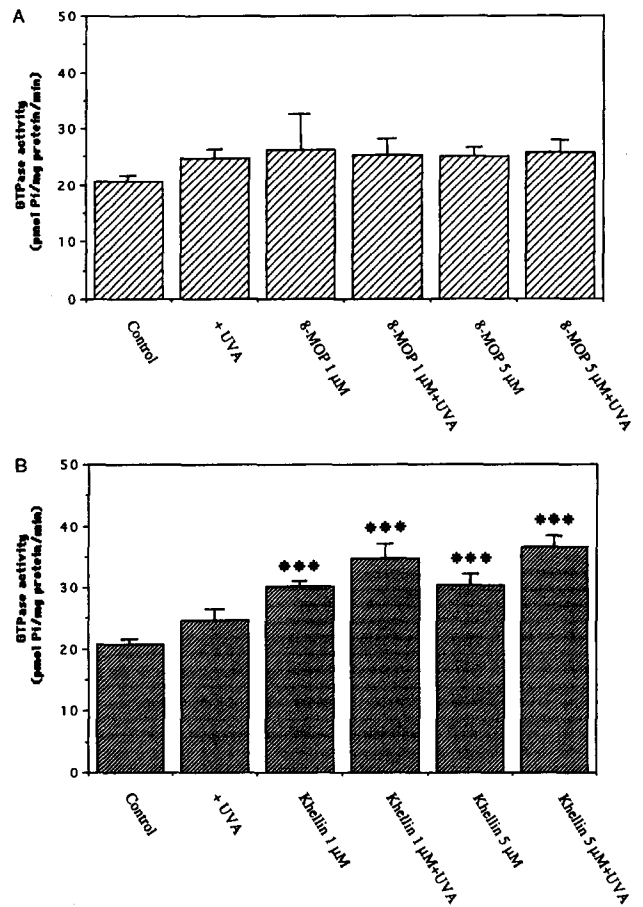 A
50
40
30
20
10
0
GTPase activity
(pmol Pi/mg protein/min)
Control
+ UVA
8-MOP 1 µM
8-MOP 1 µM+UVA
8-MOP 5 µM
8-MOP 5 µM+UVA
B
50
40
30
20
10
0
GTPase activity
(pmol Pi/mg protein/min)
***
***
***
***
Control
+ UVA
Khellin 1 µM
Khellin 1 µM+UVA
Khellin 5 µM
Khellin 5 µM+UVA